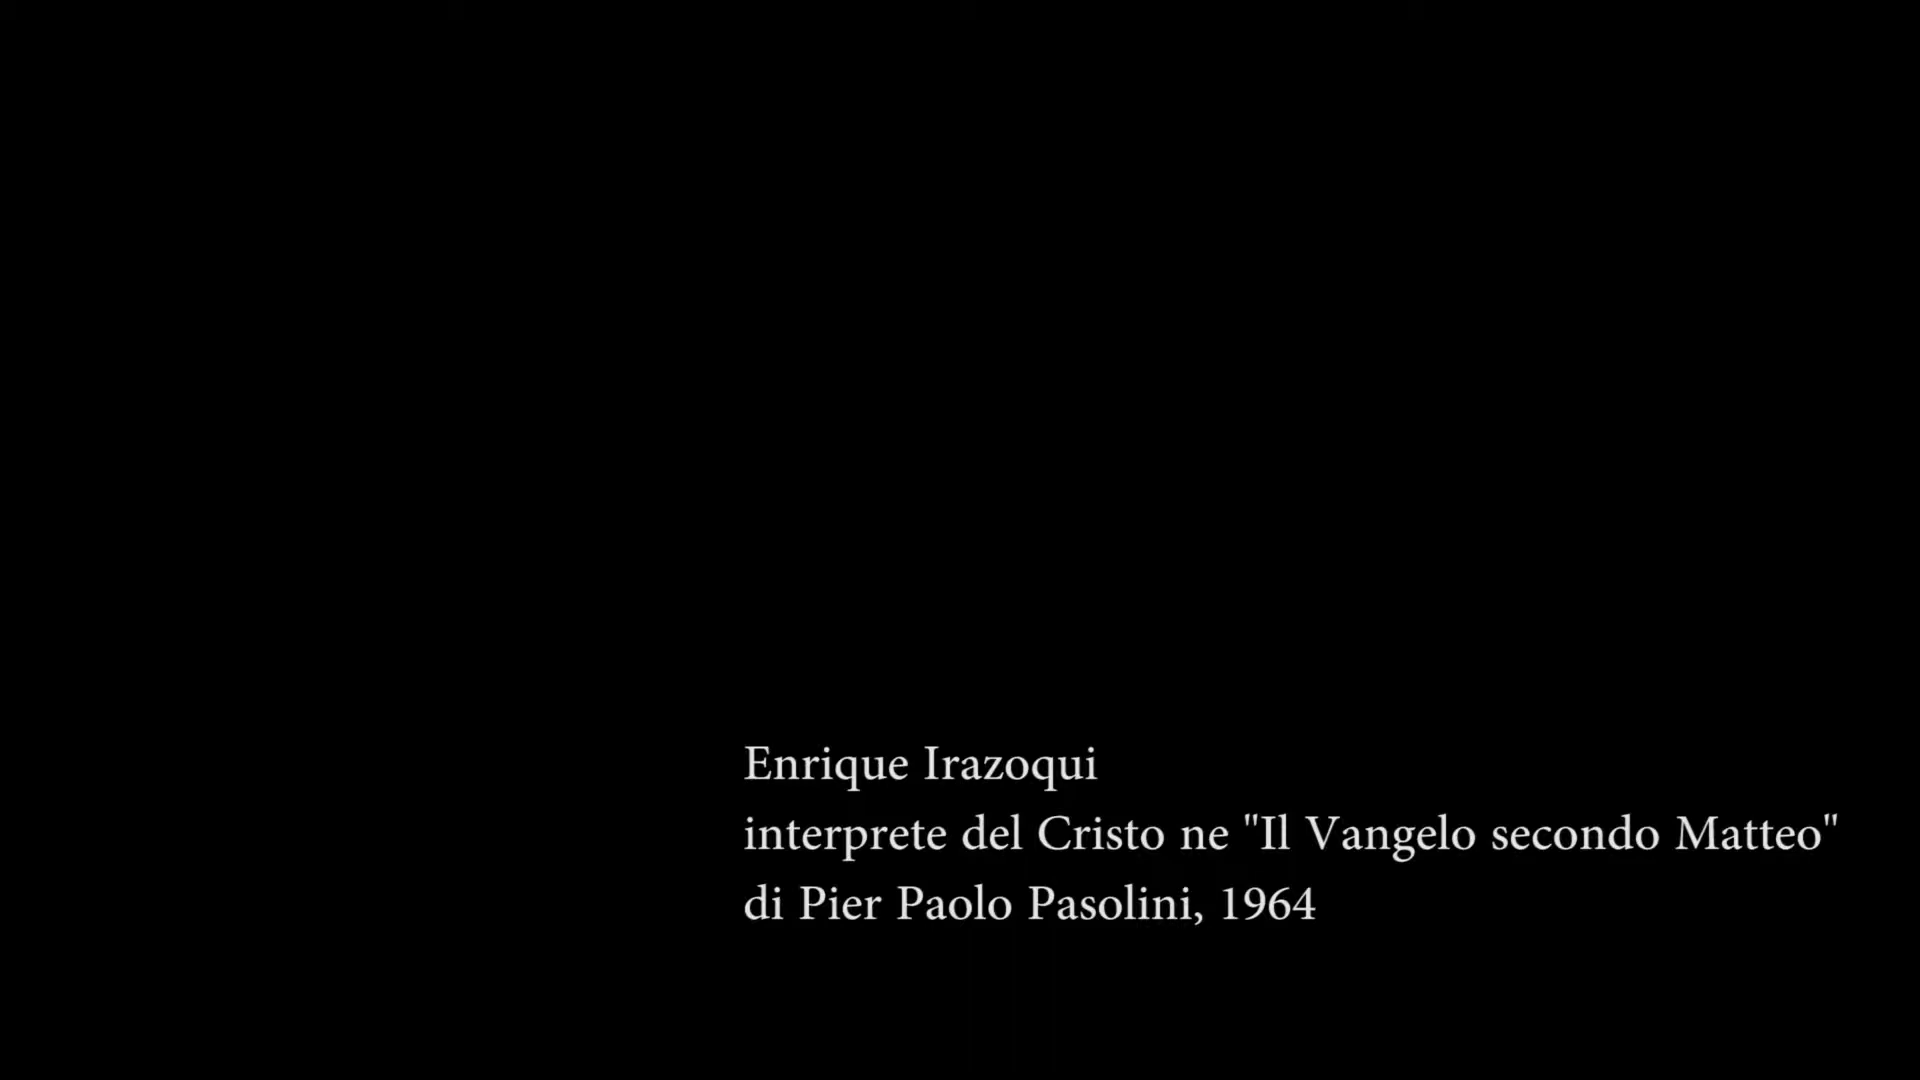 Enrique Irazoqui
interprete del Cristo ne "Il Vangelo secondo Matteo"
di Pier Paolo Pasolini, 1964